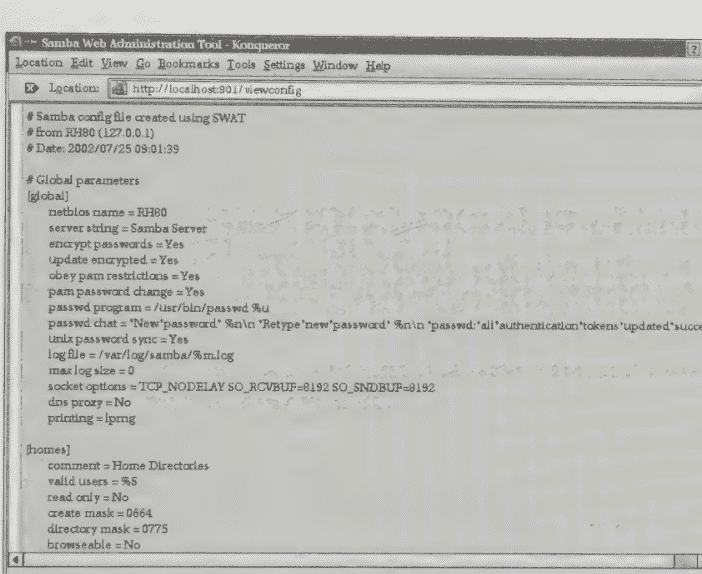 Samba Web Administration Tool - Konqueror
?
Location Edit View Go Bookmarks Tools Settings Window Help
Location: http://localhost:901/viewconfig
# Samba config file created using SWAT
# from RH80 (127.0.0.1)
# Date: 2002/07/25 09:01:39
# Global parameters
[global]
netbios name = RH80
server string = Samba Server
encrypt passwords = Yes
update encrypted = Yes
obey pam restrictions = Yes
pam password change = Yes
passwd program = /usr/bin/passwd %u
passwd chat = *New*password* %n\n *Retype*new*password* %n\n *passwd:*all*authentication*tokens*updated*succe
unix password sync = Yes
log file = /var/log/samba/%m.log
max log size = 0
socket options = TCP_NODELAY SO_RCVBUF=8192 SO_SNDBUF=8192
dns proxy = No
printing = lprng
[homes]
comment = Home Directories
valid users = %S
read only = No
create mask = 0664
directory mask = 0775
browseable = No